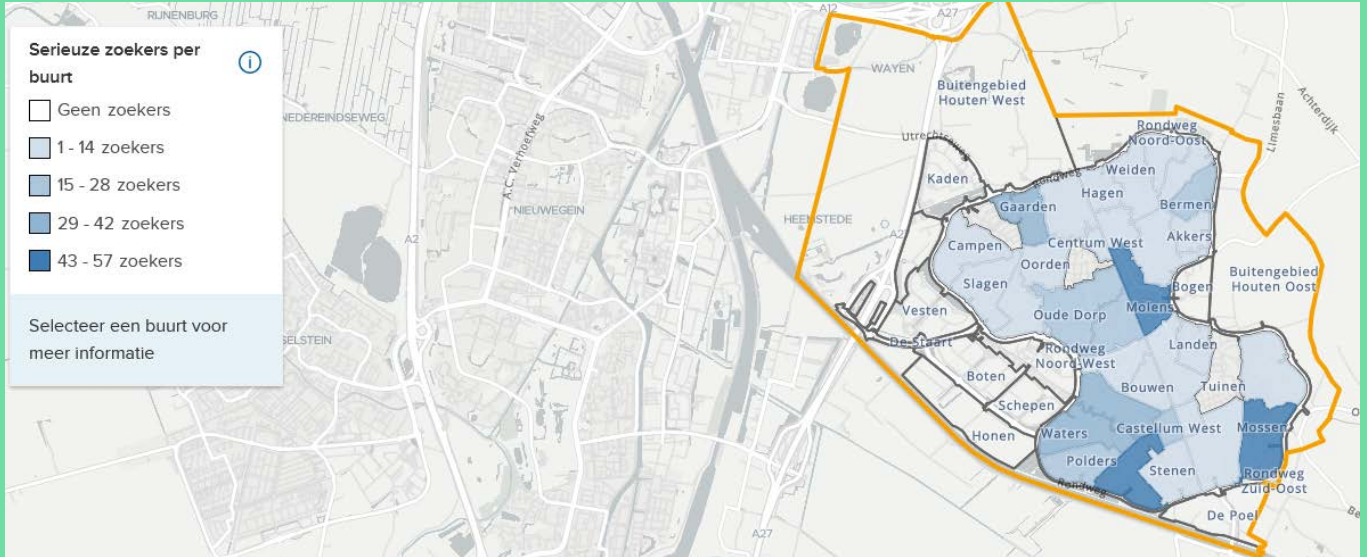 Serieuze zoekers per
buurt
Geen zoekers
1 - 14 zoekers
15 - 28 zoekers
29 - 42 zoekers
43 - 57 zoekers
Selecteer een buurt voor
meer informatie
RIJNENBURG
NEDEREINDSEWEG
A.C. Verhoefweg
NIEUWEGEIN
A2
SELSTEIN
A12
A27
WAYEN
Buitengebied
Houten West
Utrechtseweg
Kaden
HEEMSTEDE
Rondweg
Noord-Oost
Limesbaan
Achterdijk
Rondweg
Weiden
Hagen
Gaarden
Bermen
Campen
Centrum West
Akkers
Oorden
Slagen
Bogen
Buitengebied
Houten Oost
Vesten
Oude Dorp
Molens
De Staart
Rondweg
Noord-West
Landen
Boten
Bouwen
Tuinen
Schepen
Honen
Waters
Castellum West
Mossen
Polders
Stenen
Rondweg
Rondweg
Zuid-Oost
De Poel
A27